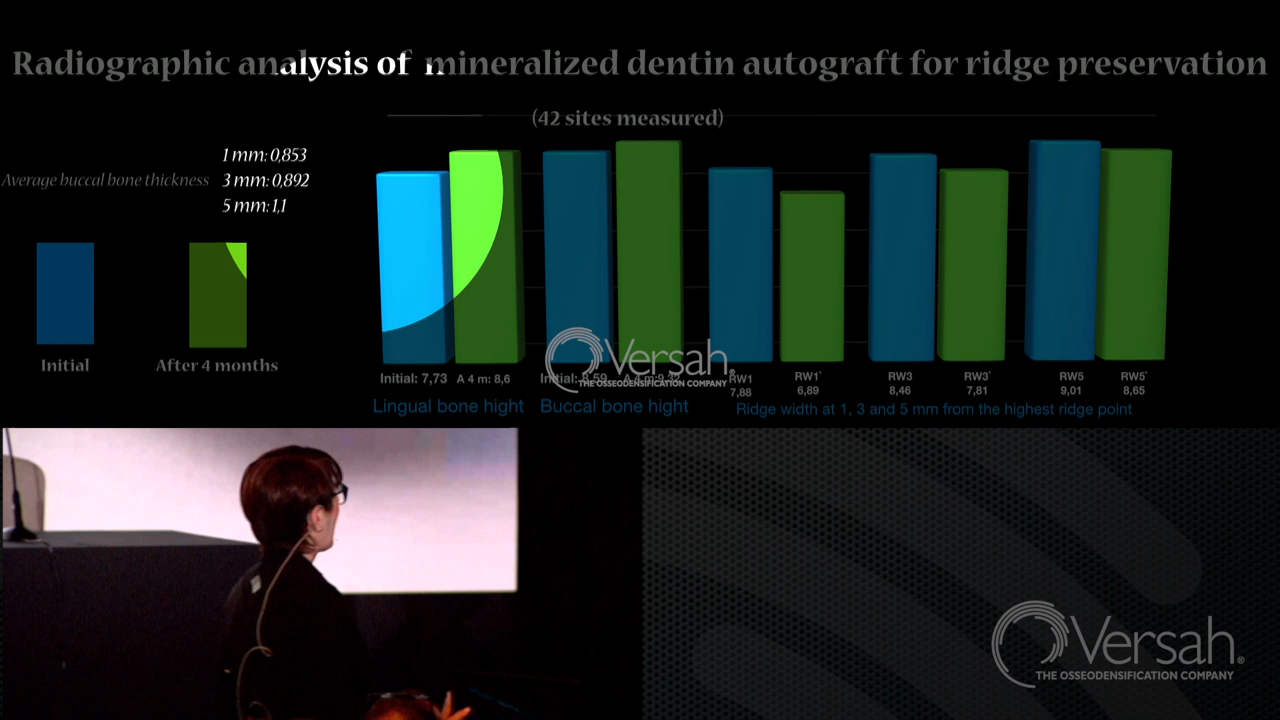 Radiographic analysis of mineralized dentin autograft for ridge preservation
(42 sites measured)
Average buccal bone thickness
1 mm: 0,853
3 mm: 0,892
5 mm: 1,1
Initial
After 4 months
Initial: 7,73
A 4 m: 8,6
Initial: 8,59
A 4 m:
RW1
7,88
RW1'
6,89
RW3
8,46
RW3'
7,81
RW5
9,01
RW5'
8,65
Lingual bone hight
Buccal bone hight
Ridge width at 1, 3 and 5 mm from the highest ridge point
Versah®
THE OSSEODENSIFICATION COMPANY
Versah®
THE OSSEODENSIFICATION COMPANY